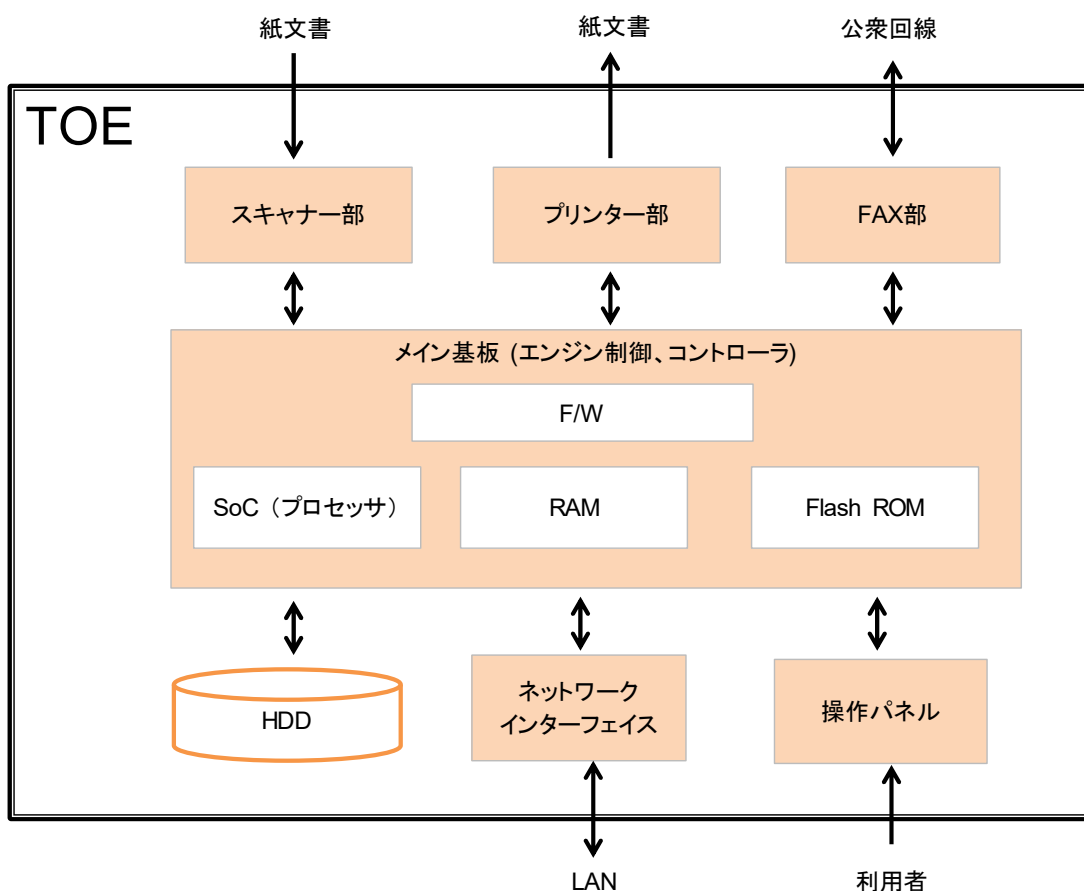 紙文書
紙文書
公衆回線
TOE
スキャナー部
プリンター部
FAX部
メイン基板 (エンジン制御、コントローラ)
F/W
SoC（プロセッサ）
RAM
Flash ROM
HDD
ネットワーク
インターフェイス
操作パネル
LAN
利用者